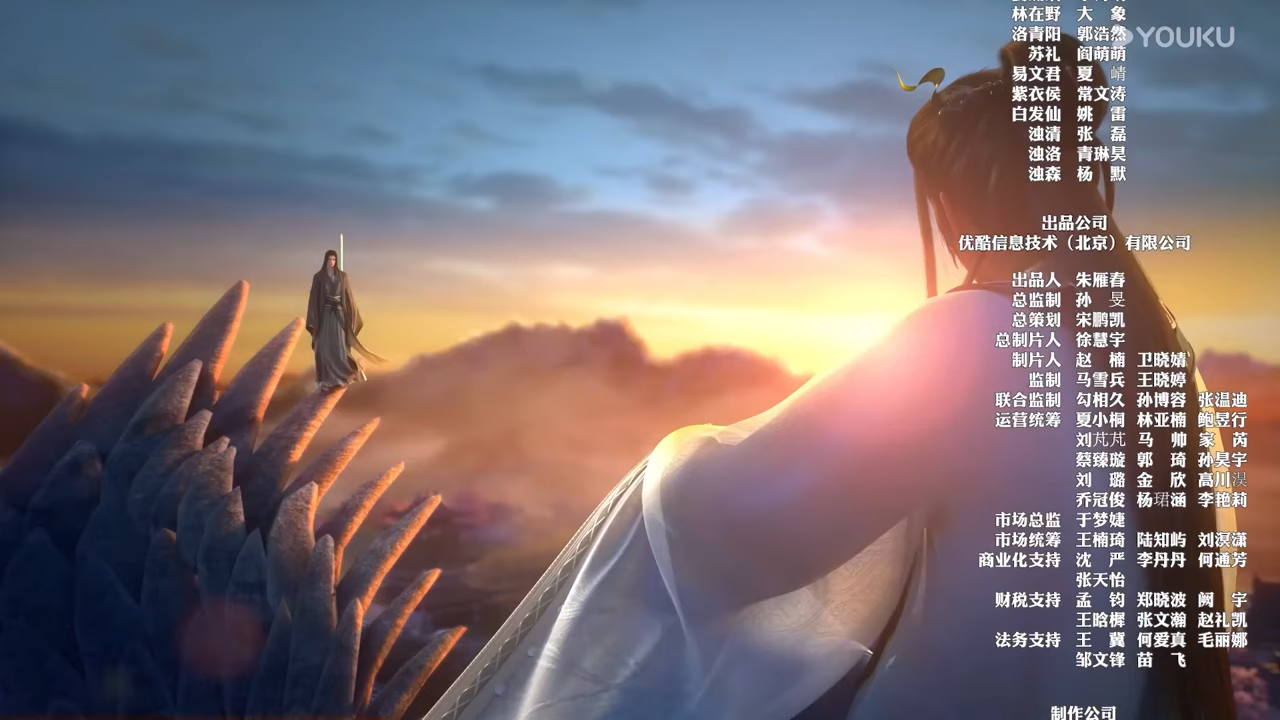 林在野 大象
YOUKU
洛青阳 郭浩然
苏礼 阎萌萌
易文君 夏崝
紫衣侯 常文涛
白发仙 姚雷
浊清 张磊
浊洛 青琳昊
浊森 杨默
出品公司
优酷信息技术（北京）有限公司
出品人 朱雁春
总监制 孙旻
总策划 宋鹏凯
总制片人 徐慧宇
制片人 赵楠 卫晓婧
监制 马雪兵 王晓婷
联合监制 勾相久 孙博容 张温迪
运营统筹 夏小桐 林亚楠 鲍昱行
刘芃芃 马帅 家芮
蔡臻璇 郭琦 孙昊宇
刘璐 金欣 高川淏
乔冠俊 杨珺涵 李艳莉
市场总监 于梦婕
市场统筹 王楠琦 陆知屿 刘溟潇
商业化支持 沈严 李丹丹 何通芳
张天怡
财税支持 孟钧 郑晓波 阙宇
王晗樨 张文瀚 赵礼凯
法务支持 王冀 何爱真 毛丽娜
邹文锋 苗飞
制作公司